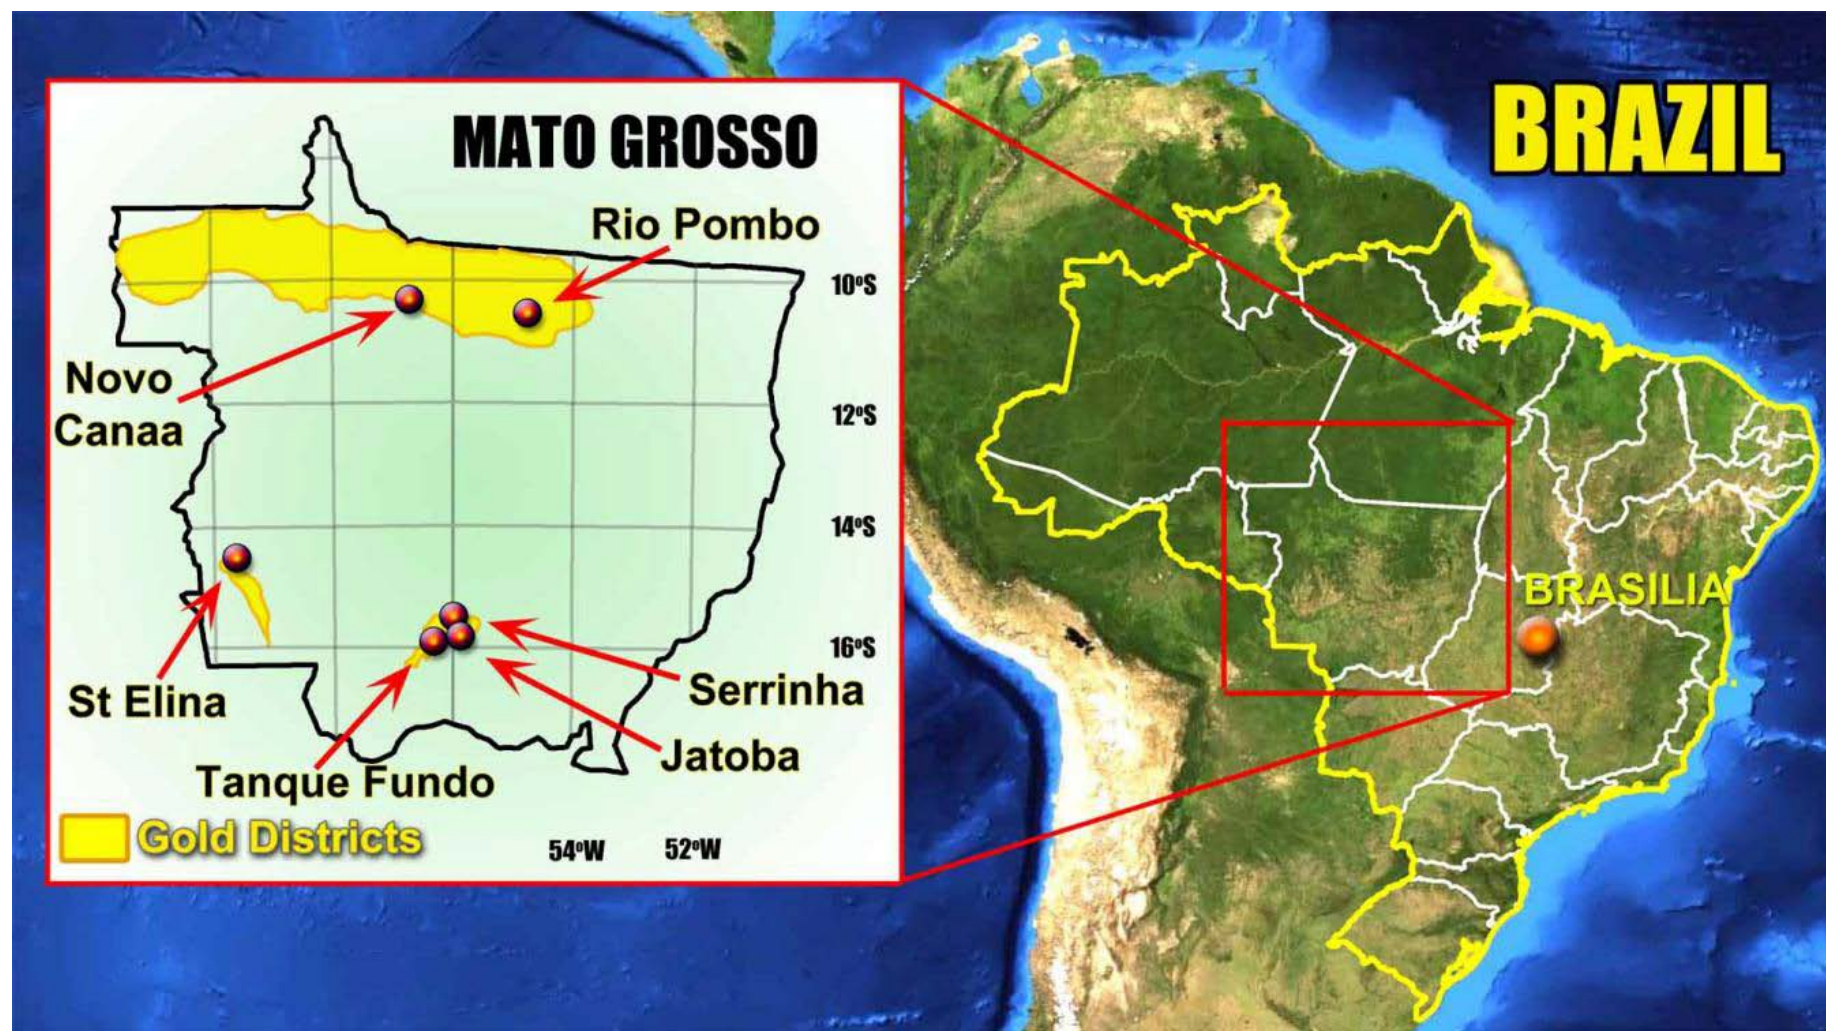 BRAZIL
MATO GROSSO
Rio Pombo
10ºS
Novo
Canaa
12ºS
14ºS
BRASILIA
16ºS
St Elina
Serrinha
Jatoba
Tanque Fundo
Gold Districts
54ºW
52ºW